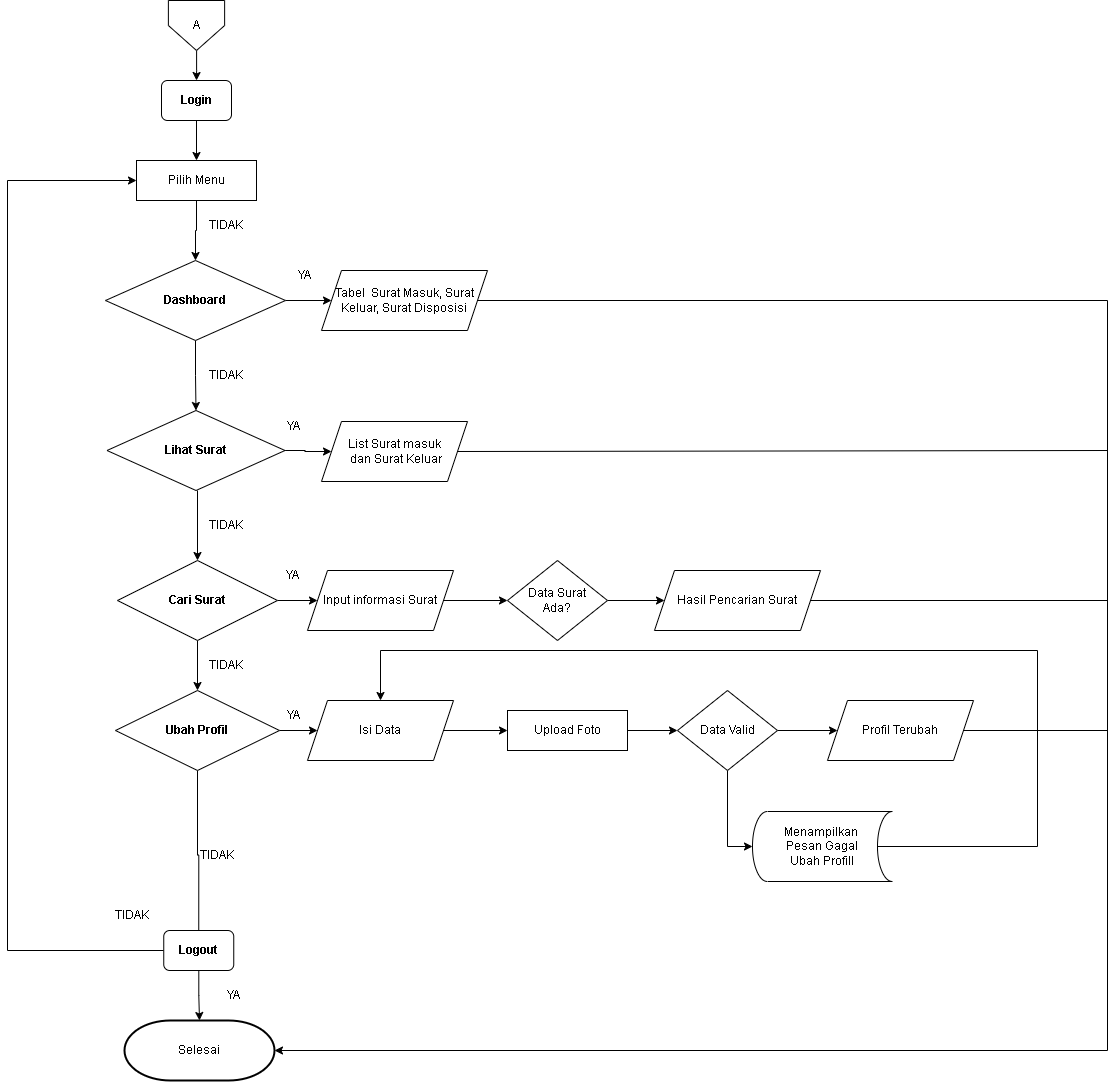 A
Login
Pilih Menu
TIDAK
Dashboard
YA
Tabel Surat Masuk, Surat
Keluar, Surat Disposisi
TIDAK
Lihat Surat
YA
List Surat masuk
dan Surat Keluar
TIDAK
Cari Surat
YA
Input informasi Surat
Data Surat
Ada?
Hasil Pencarian Surat
TIDAK
Ubah Profil
YA
Isi Data
Upload Foto
Data Valid
Profil Terubah
Menampilkan
Pesan Gagal
Ubah Profill
TIDAK
TIDAK
Logout
YA
Selesai